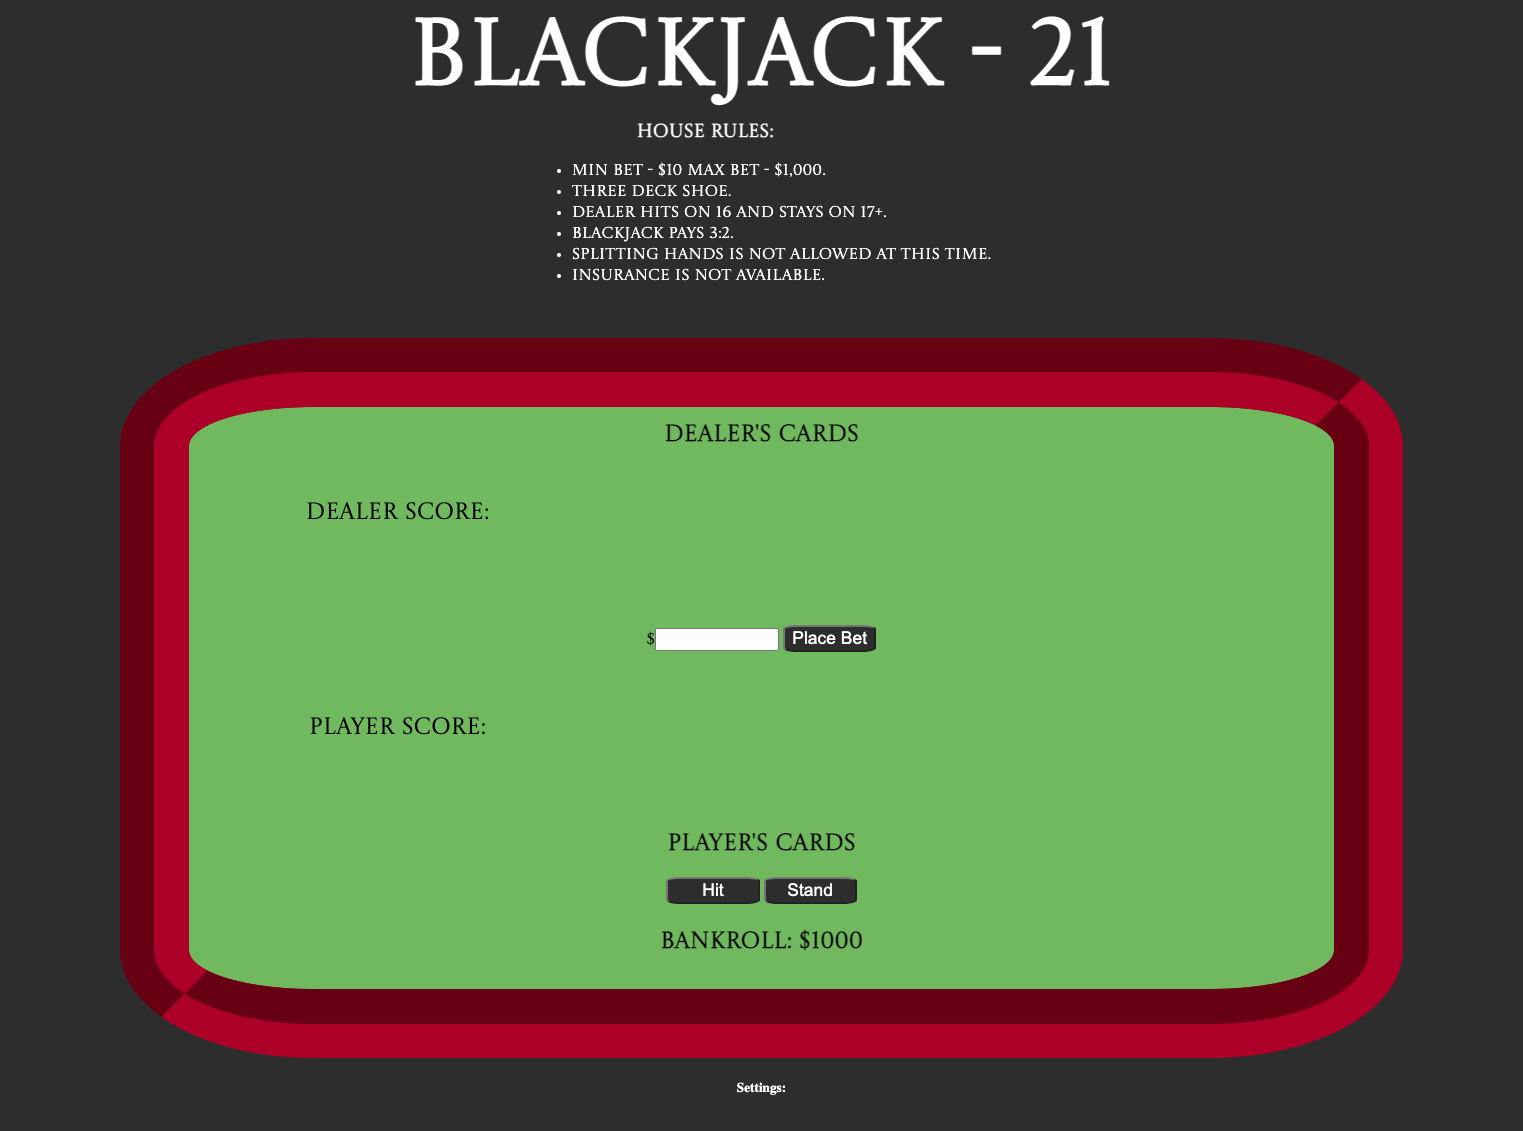 BLACKJACK - 21
HOUSE RULES:
• MIN BET - $10 MAX BET - $1,000.
• THREE DECK SHOE.
• DEALER HITS ON 16 AND STAYS ON 17+.
• BLACKJACK PAYS 3:2.
• SPLITTING HANDS IS NOT ALLOWED AT THIS TIME.
• INSURANCE IS NOT AVAILABLE.
DEALER'S CARDS
DEALER SCORE:
$ Place Bet
PLAYER SCORE:
PLAYER'S CARDS
Hit Stand
BANKROLL: $1000
Settings: